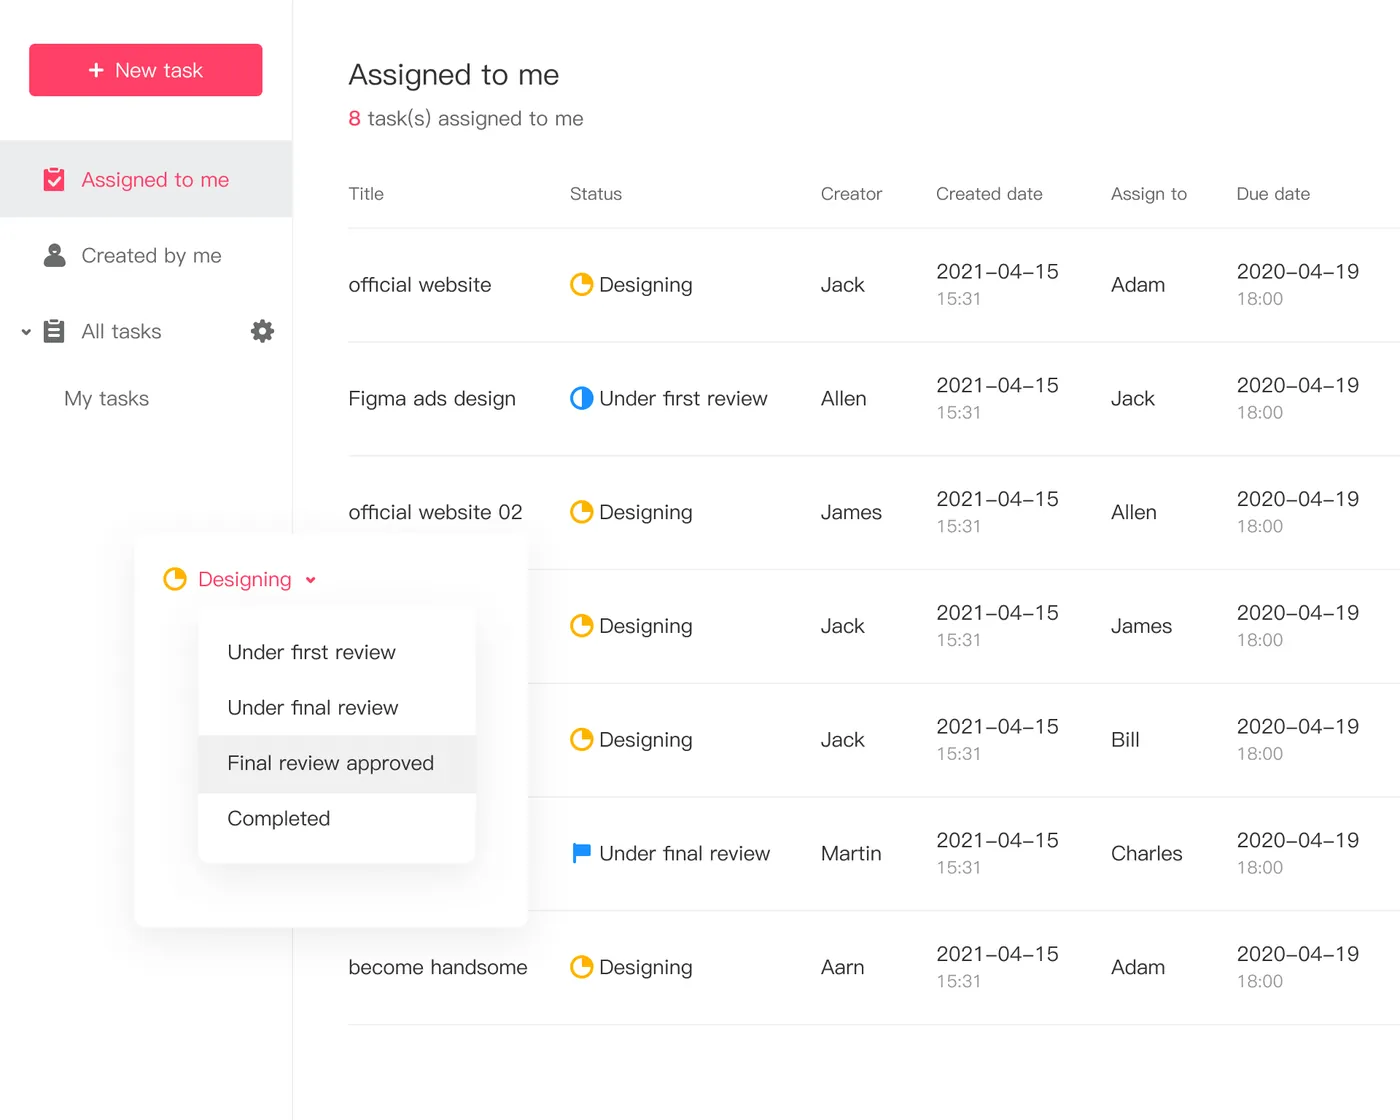 New task
Assigned to me
Created by me
All tasks
My tasks
Assigned to me
8 task(s) assigned to me
Title Status Creator Created date Assign to Due date
official website Designing Jack 2021-04-15 Adam 2020-04-19
15:31 18:00
Figma ads design Under first review Allen 2021-04-15 Jack 2020-04-19
15:31 18:00
official website 02 Designing James 2021-04-15 Allen 2020-04-19
15:31 18:00
Designing Jack 2021-04-15 James 2020-04-19
15:31 18:00
Designing Jack 2021-04-15 Bill 2020-04-19
15:31 18:00
Under final review Martin 2021-04-15 Charles 2020-04-19
15:31 18:00
become handsome Designing Aarn 2021-04-15 Adam 2020-04-19
15:31 18:00
Designing
Under first review
Under final review
Final review approved
Completed